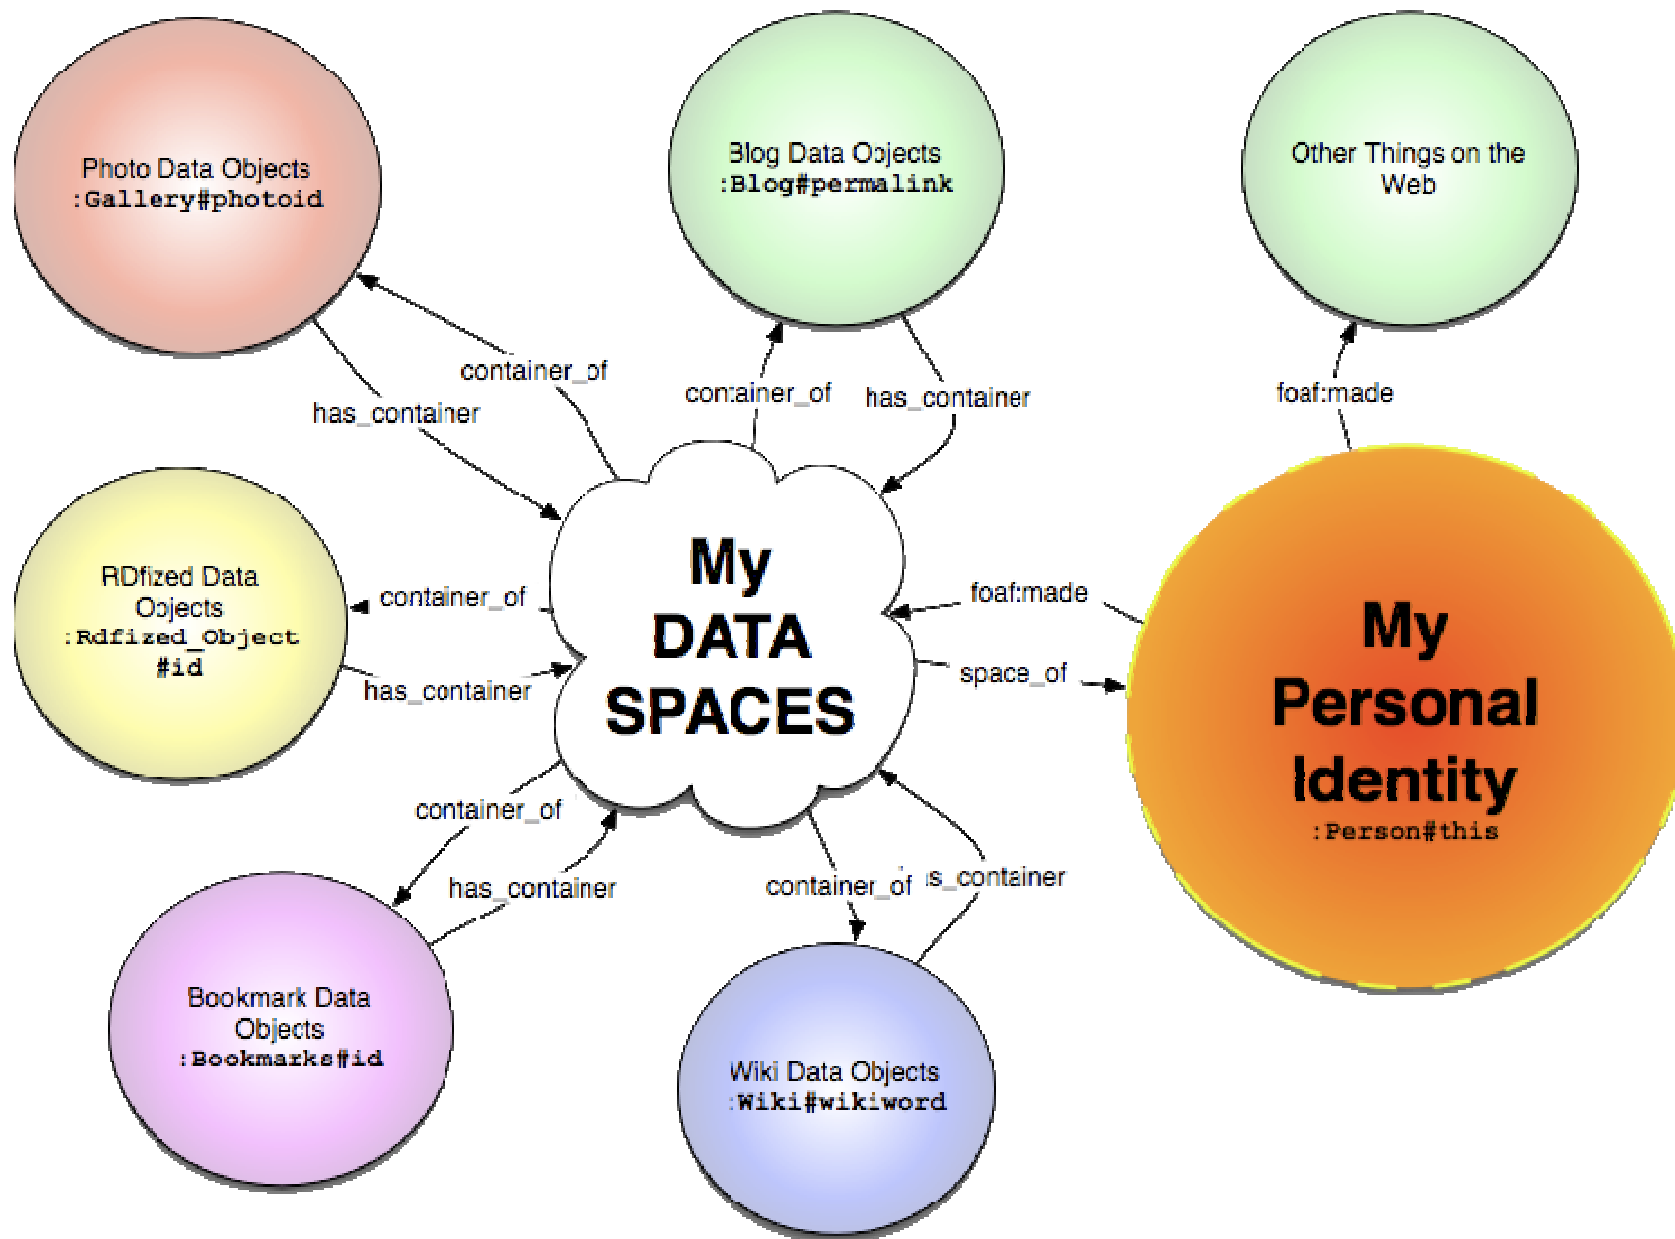 Photo Data Objects
:Gallery#photoid
Blog Data Objects
:Blog#permalink
Other Things on the
Web
container_of
has_container
container_of
has_container
foaf:made
RDfized Data
Objects
:Rdfized_Object
#id
container_of
has_container
My
DATA
SPACES
foaf:made
space_of
My
Personal
Identity
:Person#this
container_of
has_container
container_of
s_container
Bookmark Data
Objects
:Bookmarks#id
Wiki Data Objects
:Wiki#wikiword